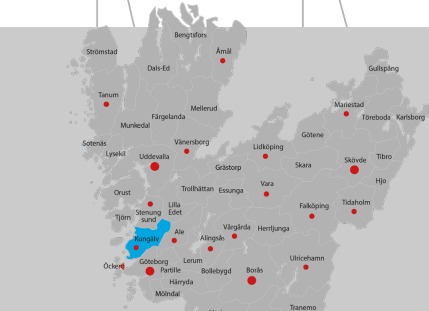 Bengtsfors
Strömstad
Åmål
Dals-Ed
Gullspång
Tanum
Mellerud
Mariestad
Färgelanda
Töreboda
Karlsborg
Munkedal
Götene
Sotenäs
Vänersborg
Lysekil
Uddevalla
Lidköping
Skövde
Tibro
Grästorp
Skara
Hjo
Orust
Trollhättan
Essunga
Vara
Tidaholm
Lilla
Edet
Falköping
Tjörn
Stenung
sund
Ale
Vårgårda
Herrljunga
Kungälv
Alingsås
Öckerö
Göteborg
Lerum
Ulricehamn
Partille
Bollebygd
Borås
Härryda
Mölndal
Tranemo